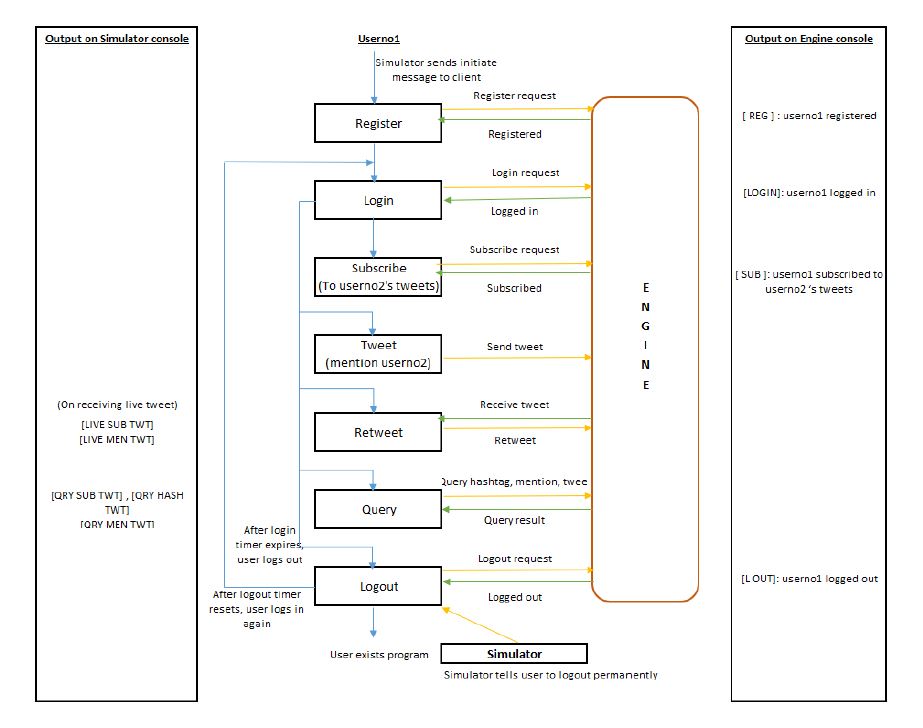 Output on Simulator console
(On receiving live tweet)
[LIVE SUB TWT]
[LIVE MEN TWT]
[QRY SUB TWT] , [QRY HASH
TWT]
[QRY MEN TWT]
Userno1
Simulator sends initiate
message to client
Register request
Register
Registered
Login request
Login
Logged in
Subscribe request
Subscribe
(To userno2's tweets)
Subscribed
Tweet
(mention userno2)
Send tweet
Receive tweet
Retweet
Retweet
Query hashtag, mention, twee
Query
Query result
After login
timer expires,
user logs out
Logout request
Logout
Logged out
After logout timer
resets, user logs in
again
User exists program
Simulator
Simulator tells user to logout permanently
E
N
G
I
N
E
Output on Engine console
[ REG ] : userno1 registered
[LOGIN]: userno1 logged in
[ SUB ]: userno1 subscribed to
userno2 's tweets
[L OUT]: userno1 logged out